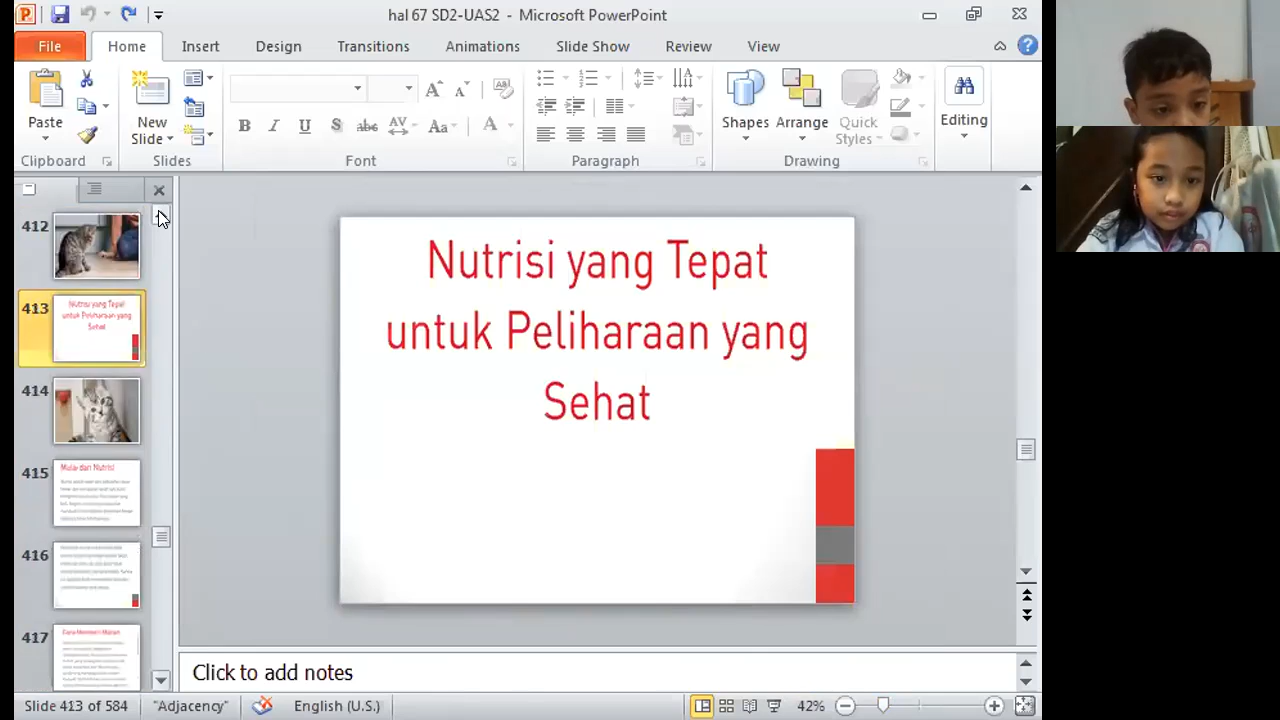 hal 67 SD2-UAS2 - Microsoft PowerPoint
File Home Insert Design Transitions Animations Slide Show Review View
Paste
New
Slide
Shapes
Arrange
Quick
Styles
Editing
Clipboard
Slides
Font
Paragraph
Drawing
412
413
Nutrisi yang Tepat
untuk Peliharaan yang
Sehat
414
415
Mulai dari Nutrisi
416
417
Nutrisi yang Tepat
untuk Peliharaan yang
Sehat
Click to add notes
Slide 413 of 584
"Adjacency"
English (U.S.)
42%